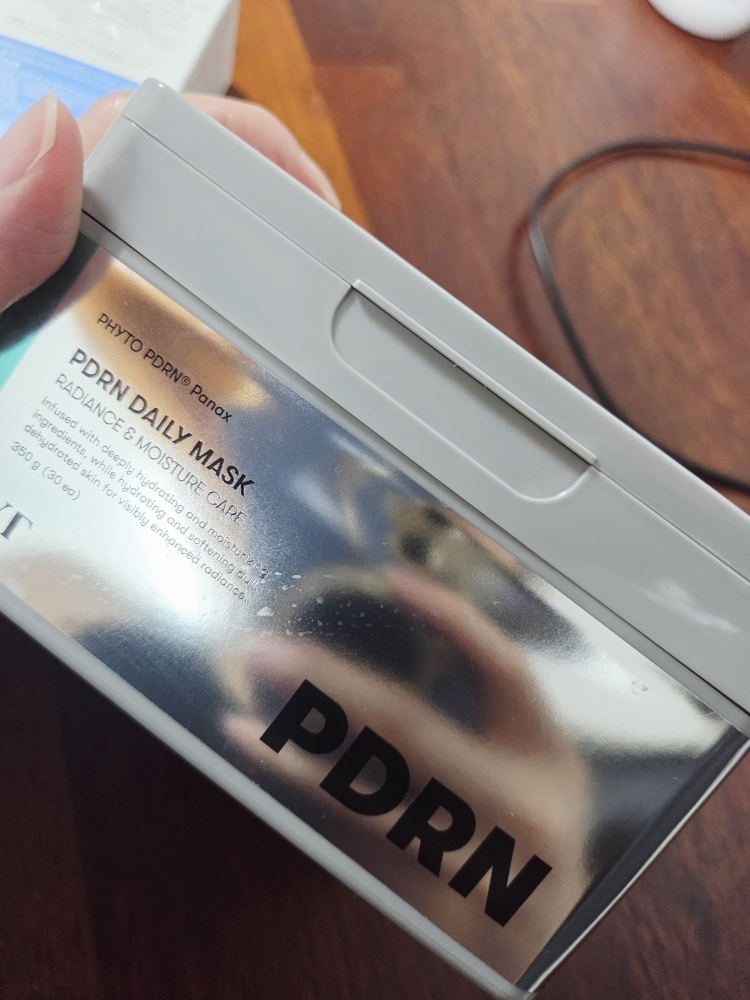 PHYTO PDRN® Panax
PDRN DAILY MASK
RADIANCE & MOISTURE CARE
Infused with deeply hydrating and moisturizing
ingredients, while hydrating and softening dull,
dehydrated skin for visibly enhanced radiance.
350 g (30 ea)
PDRN